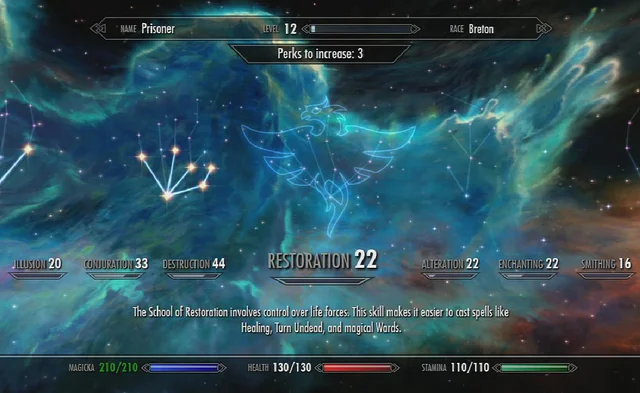 NAME Prisoner LEVEL 12 RACE Breton
Perks to increase: 3
ILLUSION 20 CONJURATION 33 DESTRUCTION 44 RESTORATION 22 ALTERATION 22 ENCHANTING 22 SMITHING 16
The School of Restoration involves control over life forces. This skill makes it easier to cast spells like
Healing, Turn Undead, and magical Wards.
MAGICKA 210/210 HEALTH 130/130 STAMINA 110/110